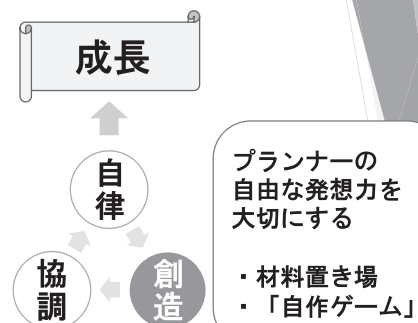 成長
自律
協調
創造
プランナーの
自由な発想力を
大切にする
・材料置き場
・「自作ゲーム」